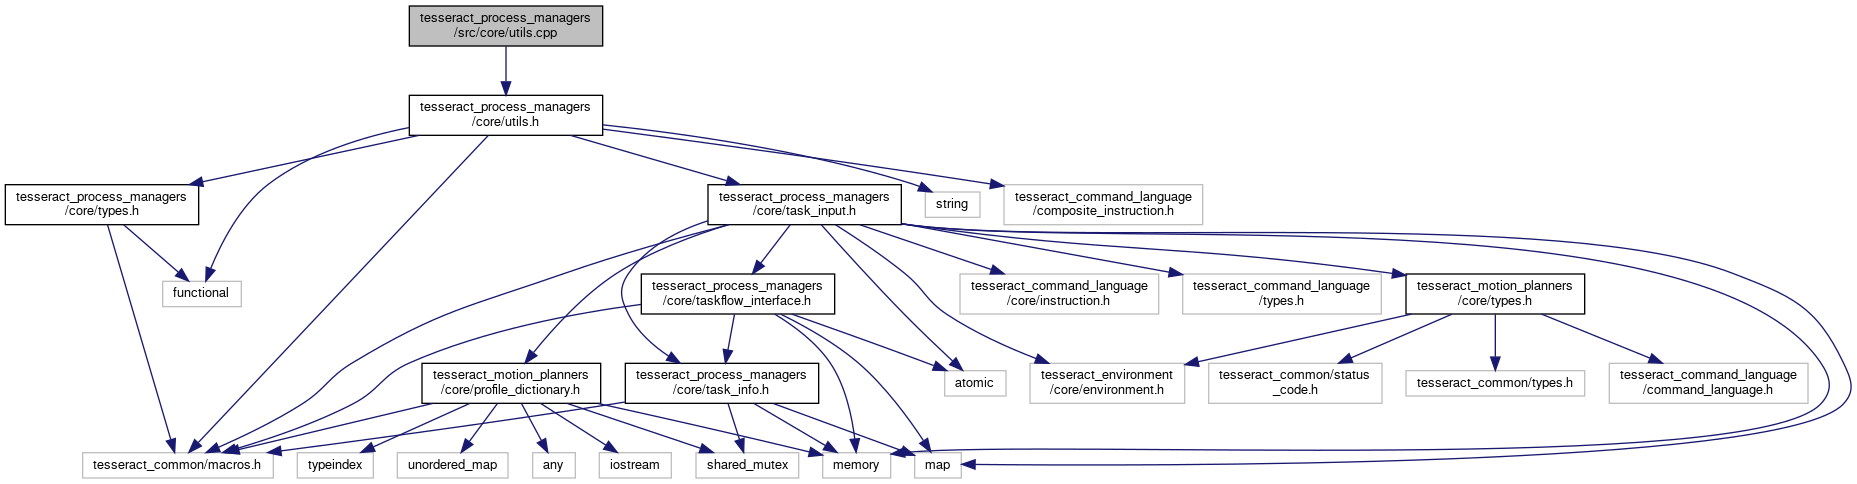 tesseract_process_managers
/src/core/utils.cpp
tesseract_process_managers
/core/utils.h
tesseract_process_managers
/core/types.h
tesseract_process_managers
/core/task_input.h
string
tesseract_command_language
/composite_instruction.h
functional
tesseract_process_managers
/core/taskflow_interface.h
tesseract_command_language
/core/instruction.h
tesseract_command_language
/types.h
tesseract_motion_planners
/core/types.h
tesseract_motion_planners
/core/profile_dictionary.h
tesseract_process_managers
/core/task_info.h
atomic
tesseract_environment
/core/environment.h
tesseract_common/status
_code.h
tesseract_common/types.h
tesseract_command_language
/command_language.h
tesseract_common/macros.h
typeindex
unordered_map
any
iostream
shared_mutex
memory
map